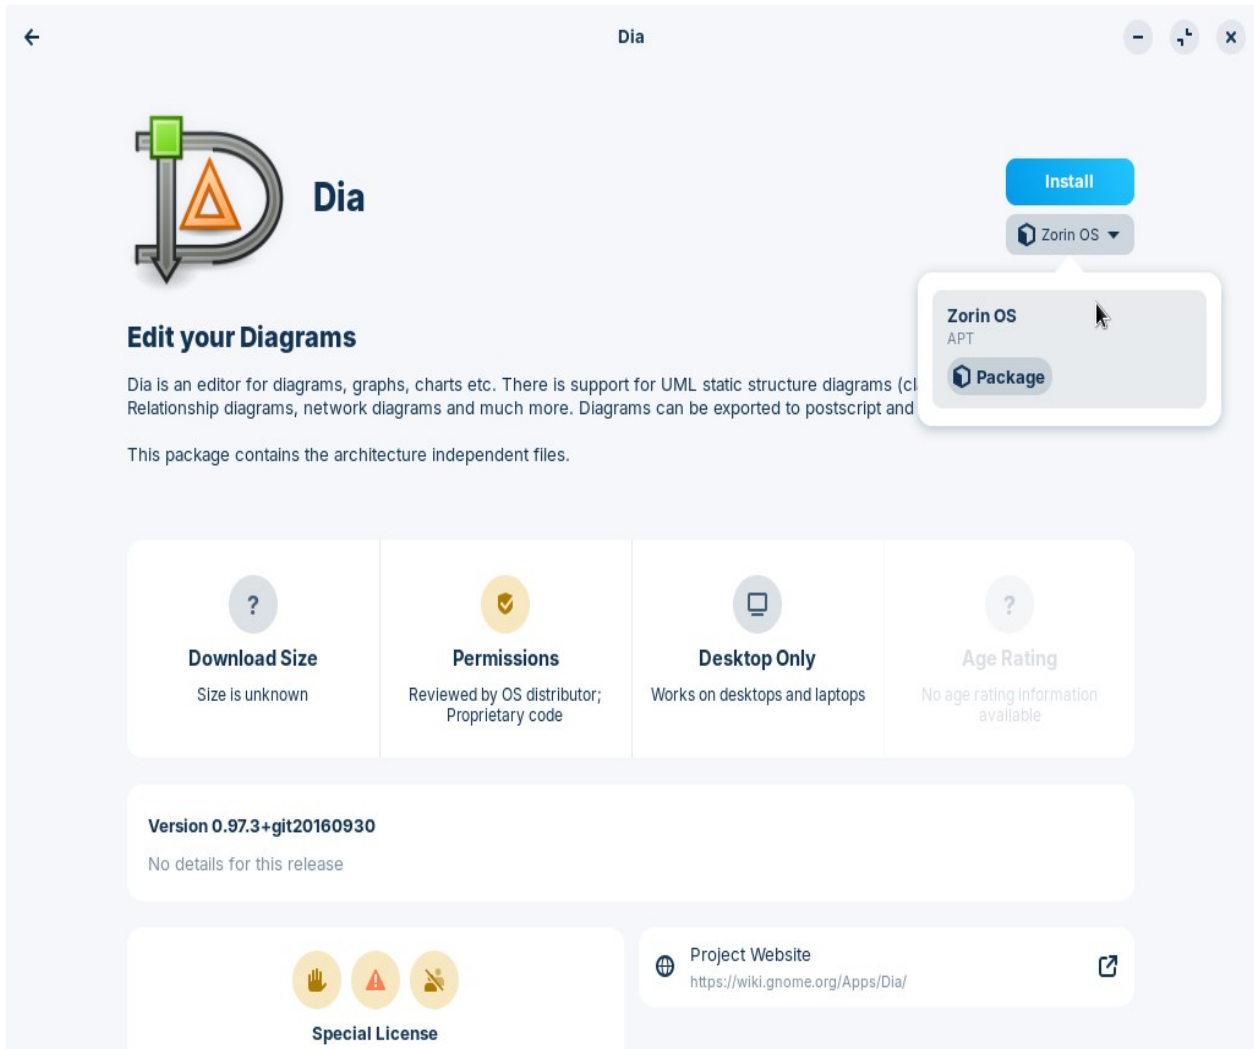 Dia
Dia
Install
Zorin OS
Zorin OS
APT
Package
Edit your Diagrams
Dia is an editor for diagrams, graphs, charts etc. There is support for UML static structure diagrams
Relationship diagrams, network diagrams and much more. Diagrams can be exported to postscript and
This package contains the architecture independent files.
?
?
Download Size
Permissions
Desktop Only
Age Rating
Size is unknown
Reviewed by OS distributor;
Proprietary code
Works on desktops and laptops
No age rating information
available
Version 0.97.3+git20160930
No details for this release
Project Website
https://wiki.gnome.org/Apps/Dia/
Special License